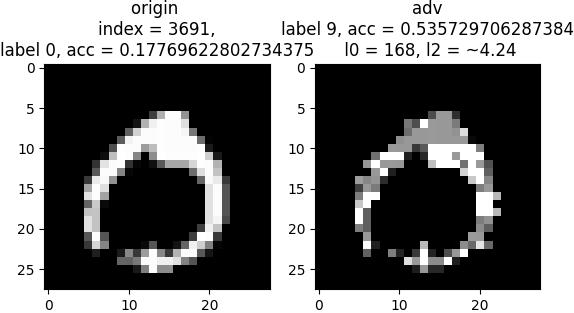 origin
index = 3691,
label 0, acc = 0.17769622802734375
adv
label 9, acc = 0.535729706287384
l0 = 168, l2 = ~4.24
0
5
10
15
20
25
0 10 20
0
5
10
15
20
25
0 10 20